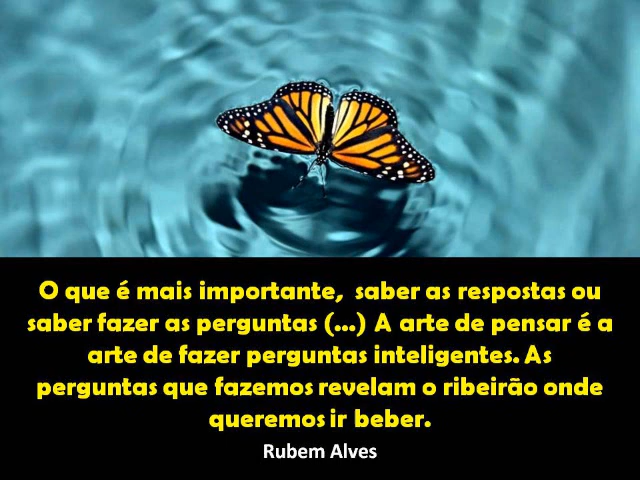 O que é mais importante, saber as respostas ou
saber fazer as perguntas (...) A arte de pensar é a
arte de fazer perguntas inteligentes. As
perguntas que fazemos revelam o ribeirão onde
queremos ir beber.
Rubem Alves